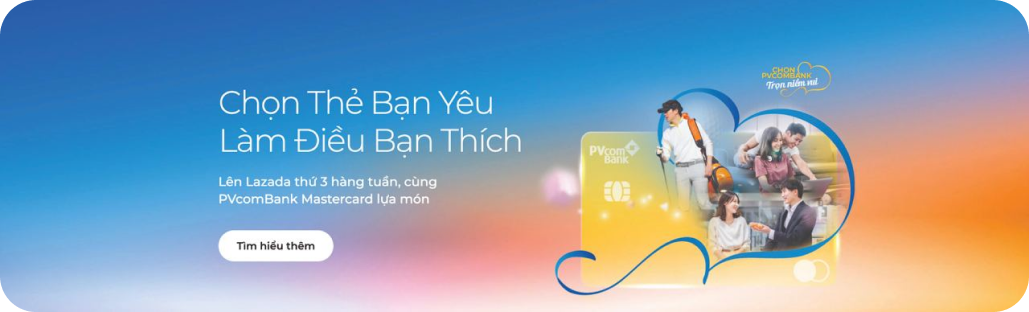 Chọn Thẻ Bạn Yêu
Làm Điều Bạn Thích
Lên Lazada thứ 3 hàng tuần, cùng
PVcomBank Mastercard lựa món
Tìm hiểu thêm
CHỌN
PVCOMBANK
Trọn niềm vui
PVcom
Bank